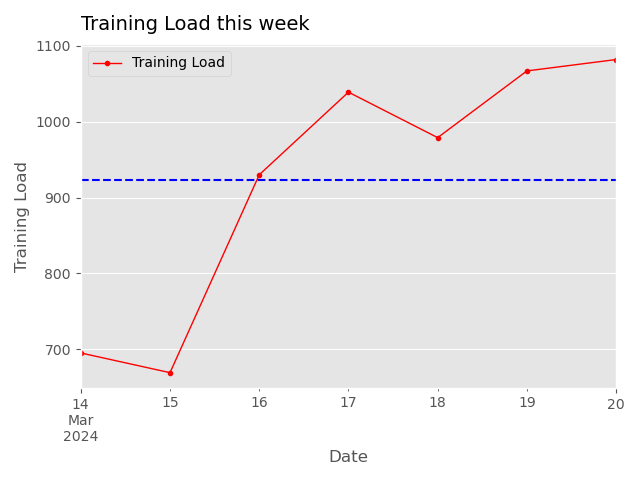 Training Load this week
1100
Training Load
1000
900
800
700
Training Load
14 15 16 17 18 19 20
Mar
2024
Date